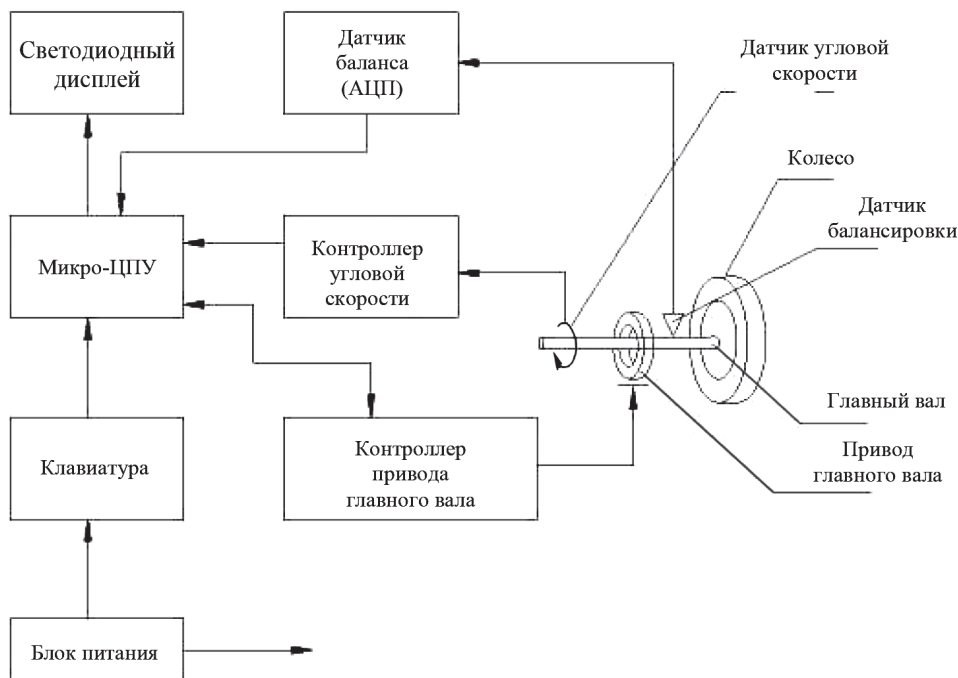 Светодиодный
дисплей
Датчик
баланса
(АЦП)
Датчик угловой
скорости
Колесо
Датчик
балансировки
Микро-ЦПУ
Контроллер
угловой
скорости
Главный вал
Клавиатура
Контроллер
привода
главного вала
Привод
главного вала
Блок питания